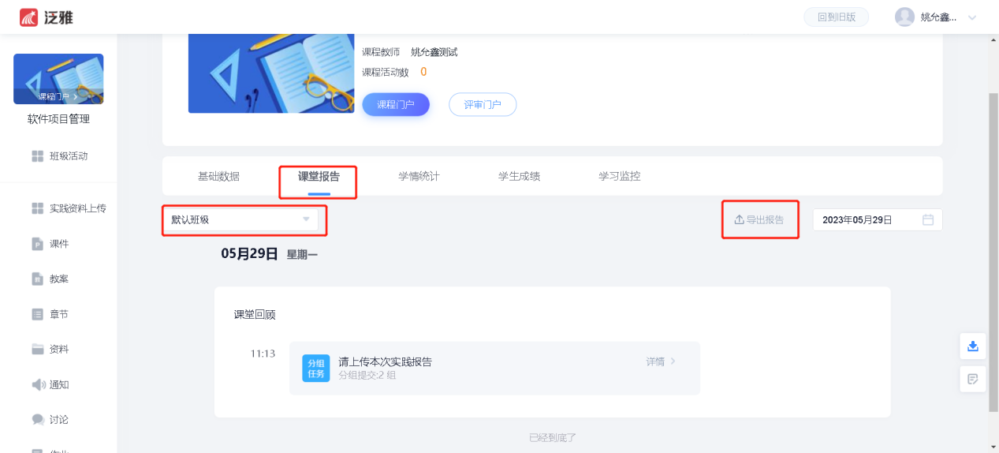 泛雅
回到旧版
姚允鑫...
课程门户
软件项目管理
班级活动
实践资料上传
课件
教案
章节
资料
通知
讨论
课程教师 姚允鑫测试
课程活动数 0
课程门户
评审门户
基础数据
课堂报告
学情统计
学生成绩
学习监控
默认班级
导出报告
2023年05月29日
05月29日 星期一
课堂回顾
11:13
分组
任务
请上传本次实践报告
分组提交:2 组
详情
已经到底了